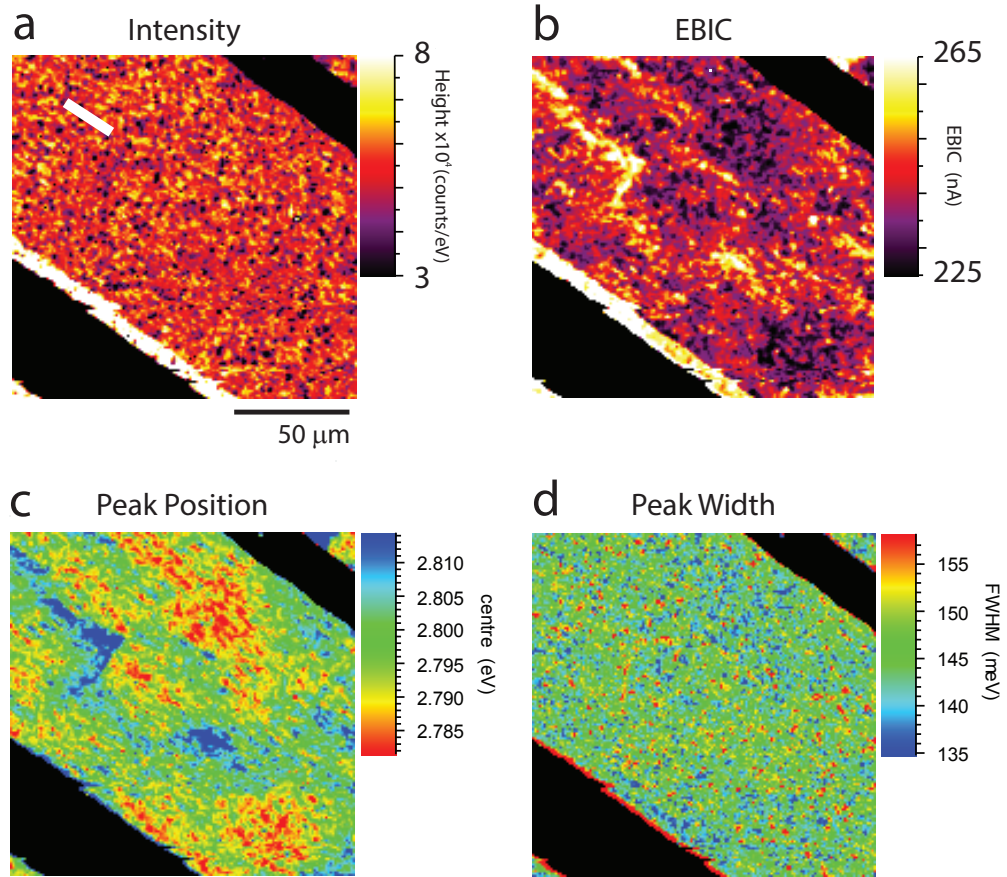 a
Intensity
8
Height x10⁴(counts/eV)
3
50 μm
b
EBIC
265
EBIC (nA)
225
c
Peak Position
2.810
2.805
2.800
2.795
2.790
2.785
centre (eV)
d
Peak Width
155
150
145
140
135
FWHM (meV)